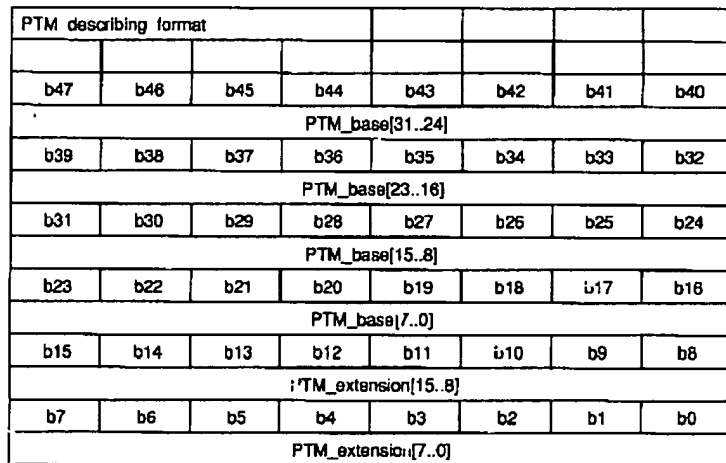 PTM describing format
b47 b46 b45 b44 b43 b42 b41 b40
PTM_base[31..24]
b39 b38 b37 b36 b35 b34 b33 b32
PTM_base[23..16]
b31 b30 b29 b28 b27 b26 b25 b24
PTM_base[15..8]
b23 b22 b21 b20 b19 b18 b17 b16
PTM_base[7..0]
b15 b14 b13 b12 b11 b10 b9 b8
PTM_extension[15..8]
b7 b6 b5 b4 b3 b2 b1 b0
PTM_extension[7..0]